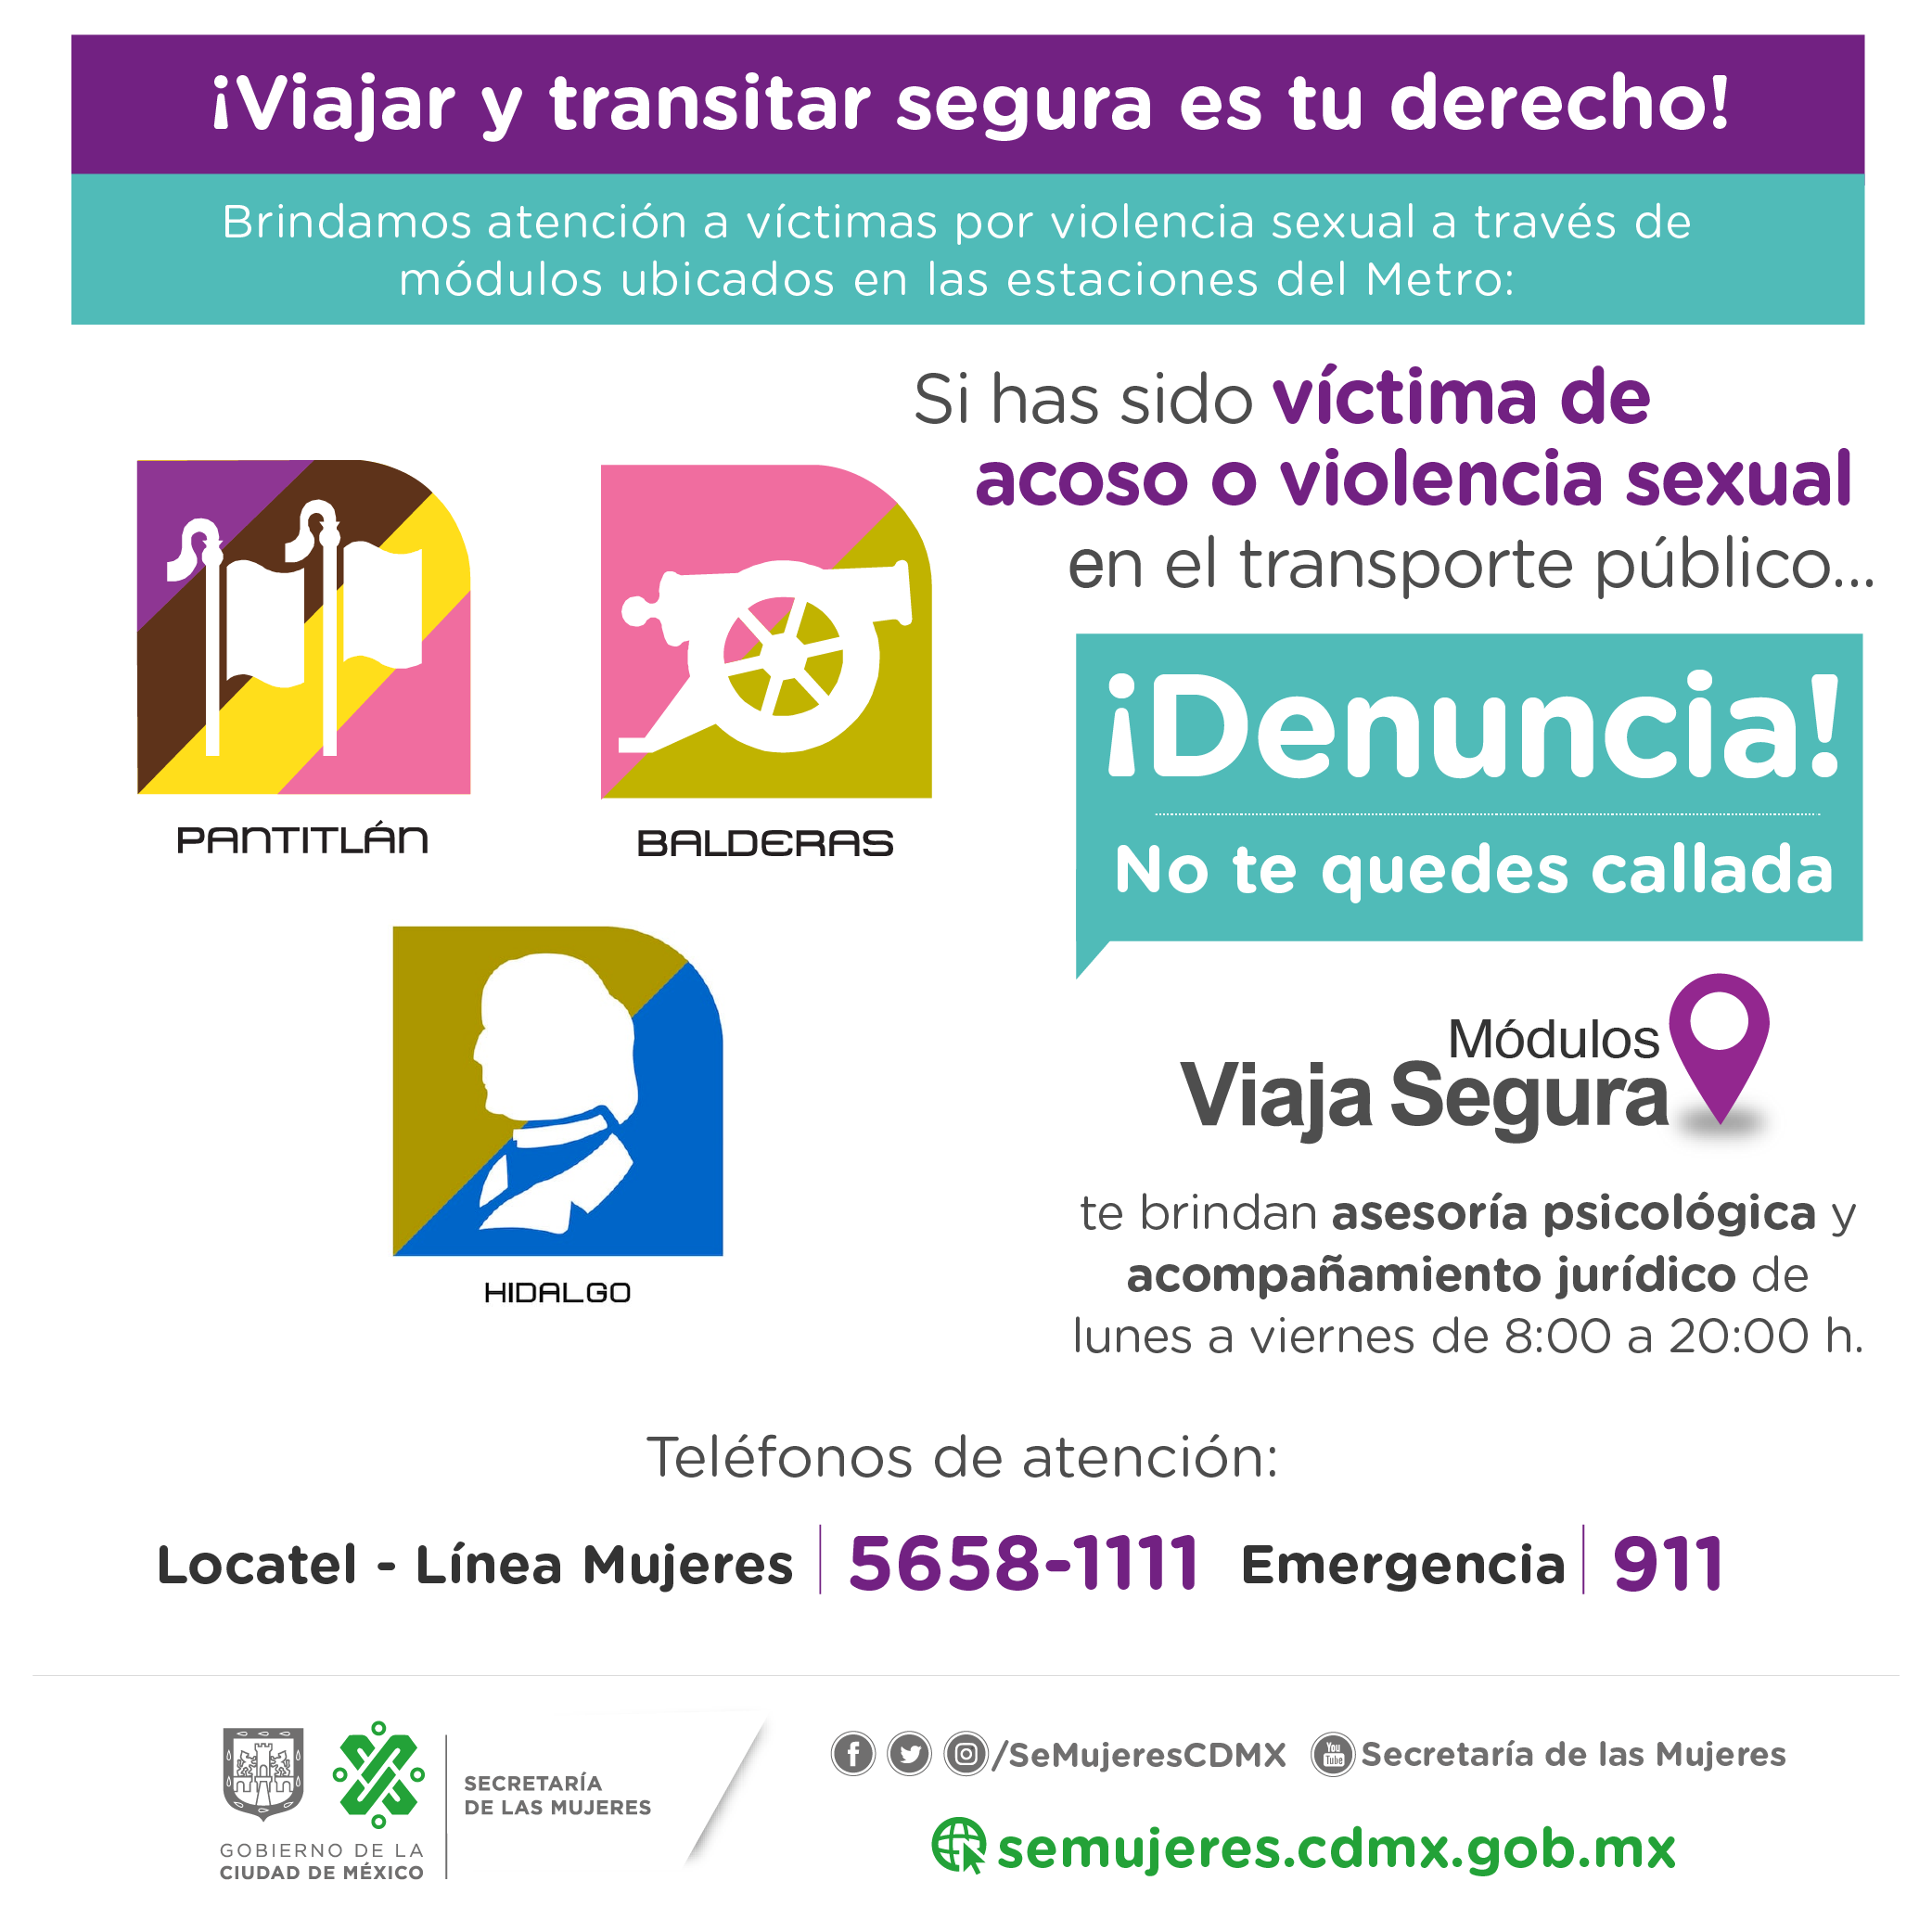 ¡Viajar y transitar segura es tu derecho!
Brindamos atención a víctimas por violencia sexual a través de
módulos ubicados en las estaciones del Metro:
Si has sido víctima de
acoso o violencia sexual
en el transporte público...
PANTITLÁN
BALDERAS
HIDALGO
¡Denuncia!
No te quedes callada
Módulos
Viaja Segura
te brindan asesoría psicológica y
acompañamiento jurídico de
lunes a viernes de 8:00 a 20:00 h.
Teléfonos de atención:
Locatel - Línea Mujeres 5658-1111 Emergencia 911
GOBIERNO DE LA
CIUDAD DE MÉXICO
SECRETARÍA
DE LAS MUJERES
/SeMujeresCDMX You Tube Secretaría de las Mujeres
semujeres.cdmx.gob.mx